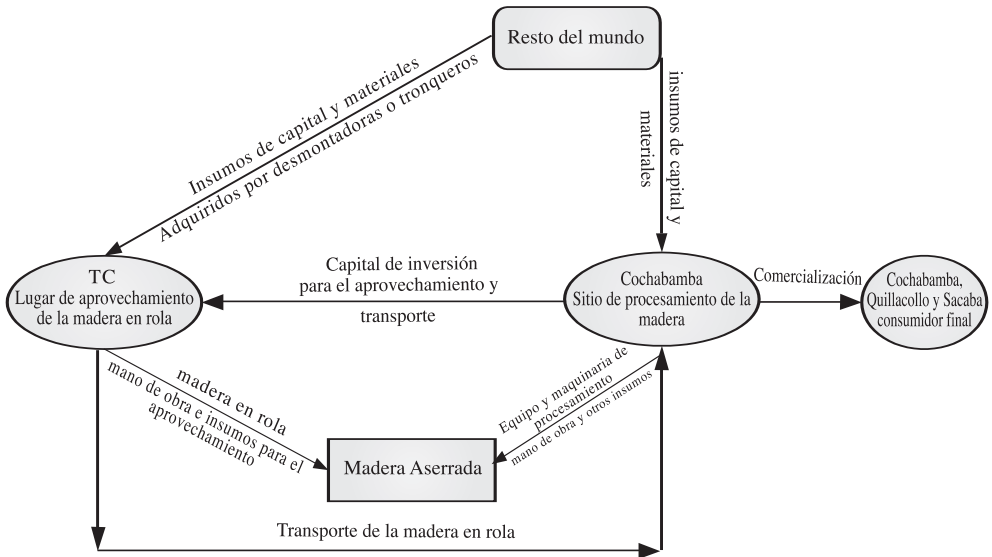 Resto del mundo
Insumos de capital y materiales
Adquiridos por desmontadoras o tronqueros
insumos de capital y
materiales
TC
Lugar de aprovechamiento
de la madera en rola
Capital de inversión
para el aprovechamiento y
transporte
Cochabamba
Sitio de procesamiento de la
madera
Comercialización
Cochabamba,
Quillacollo y Sacaba
consumidor final
madera en rola
mano de obra e insumos para el
aprovechamiento
Equipo y maquinaria de
procesamiento
mano de obra y otros insumos
Madera Aserrada
Transporte de la madera en rola